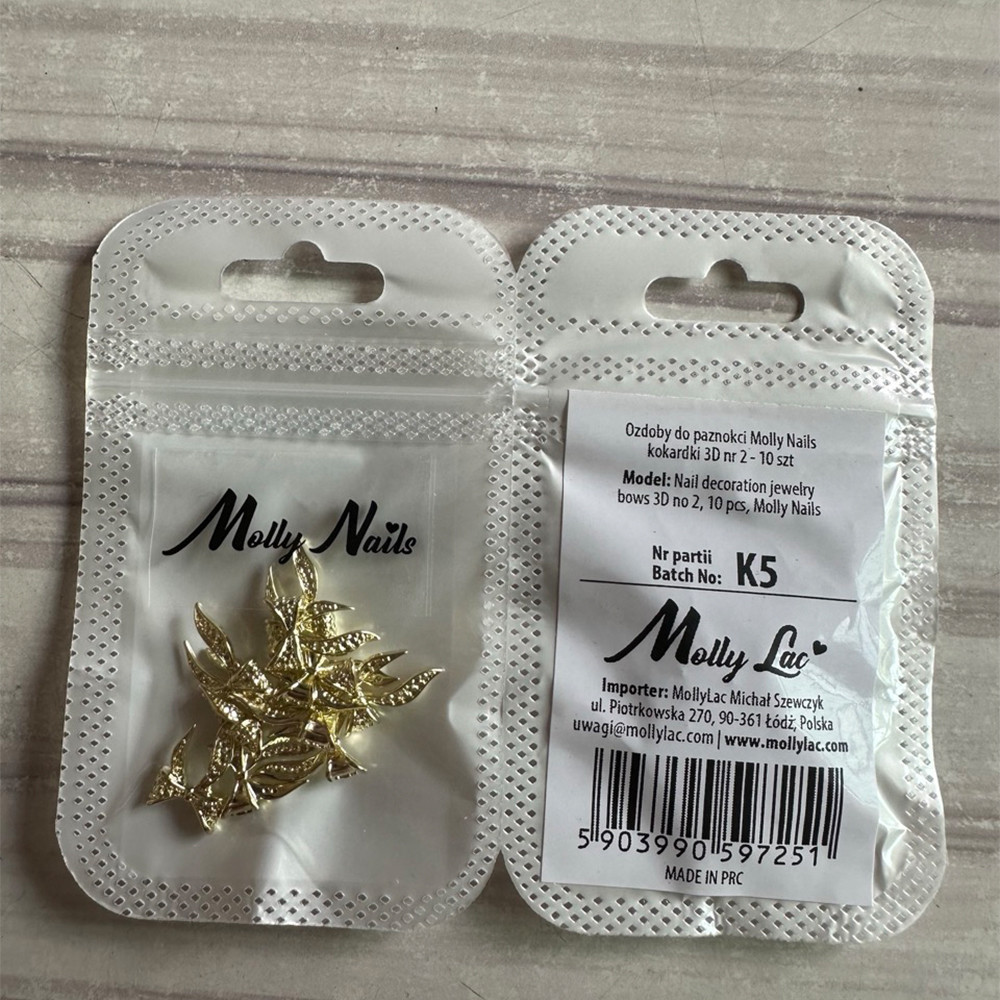 Molly Nails
Ozdoby do paznokci Molly Nails
kokardki 3D nr 2 - 10 szt
Model: Nail decoration jewelry
bows 3D no 2, 10 pcs, Molly Nails
Nr partii
Batch No: K5
Molly Lac
Importer: MollyLac Michał Szewczyk
ul. Piotrkowska 270, 90-361 Łódź, Polska
uwagi@mollylac.com | www.mollylac.com
5 903990 597251
MADE IN PRC